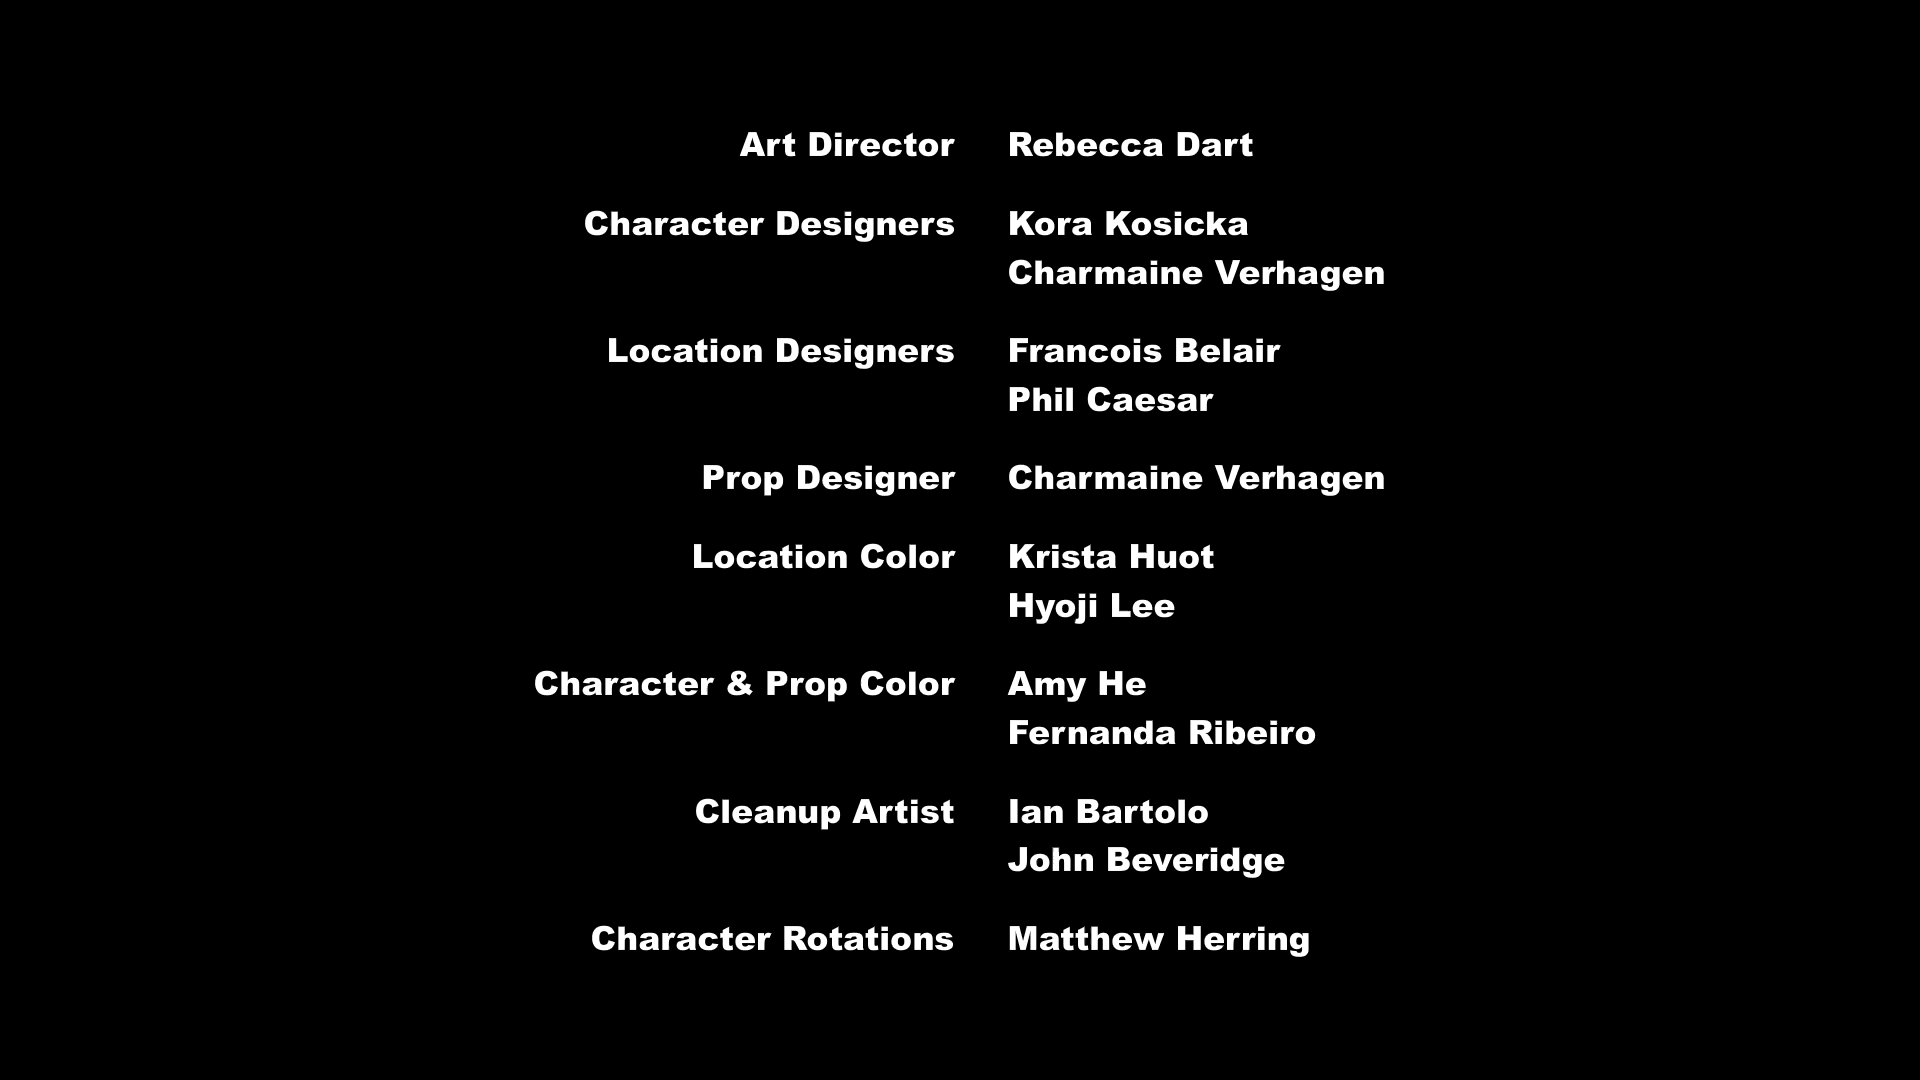 Art Director Rebecca Dart
Character Designers Kora Kosicka
Charmaine Verhagen
Location Designers Francois Belair
Phil Caesar
Prop Designer Charmaine Verhagen
Location Color Krista Huot
Hyoji Lee
Character & Prop Color Amy He
Fernanda Ribeiro
Cleanup Artist Ian Bartolo
John Beveridge
Character Rotations Matthew Herring